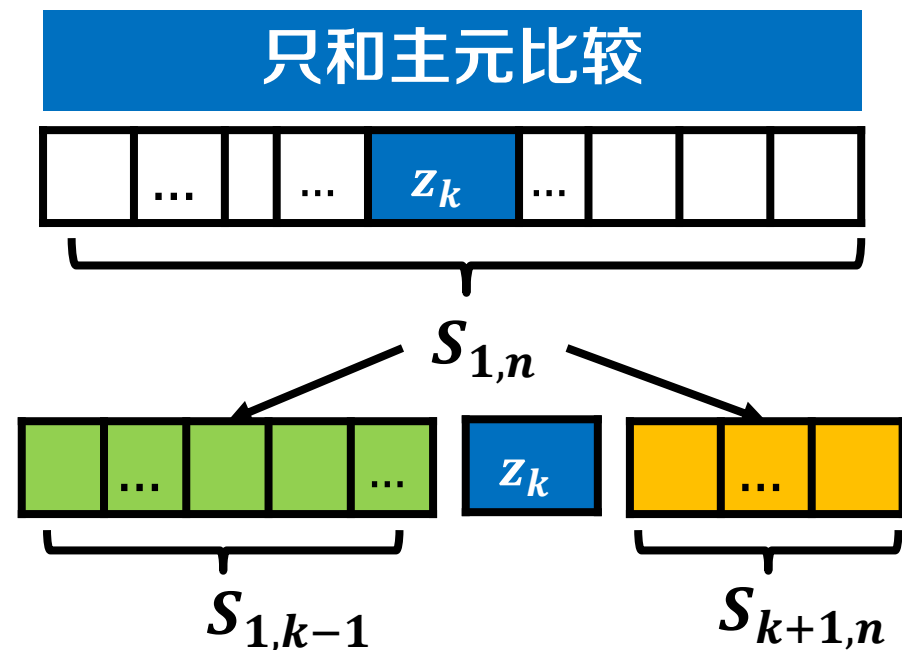 只和主元比较
... ... z_k ...
S_{1,n}
... ... z_k ...
S_{1,k-1} S_{k+1,n}